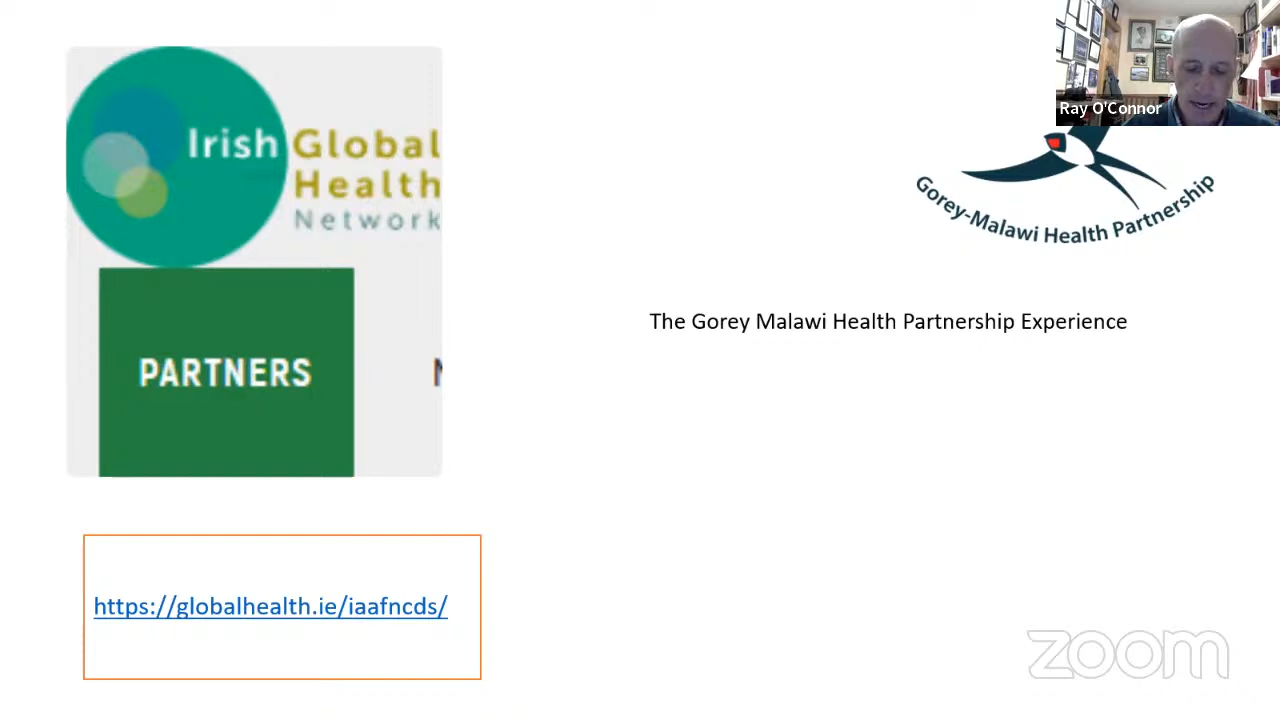 Irish Global
Health
Network
PARTNERS
https://globalhealth.ie/iaafncds/
Ray O'Connor
Gorey-Malawi Health Partnership
The Gorey Malawi Health Partnership Experience
zoom